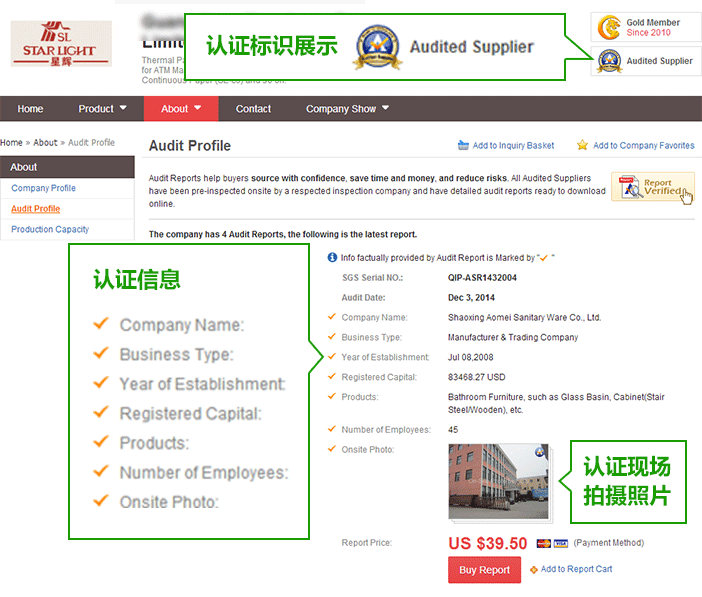 SL
STAR LIGHT
星辉
Limite
认证标识展示
Audited Supplier
Gold Member
Since 2010
Audited Supplier
Thermal Pa
for ATM Ma
Home
Product
About
Contact
Company Show
Home » About » Audit Profile
About
Company Profile
Audit Profile
Production Capacity
Audit Profile
Add to Inquiry Basket
Add to Company Favorites
Audit Reports help buyers source with confidence, save time and money, and reduce risks. All Audited Suppliers
have been pre-inspected onsite by a respected inspection company and have detailed audit reports ready to download
online.
Report
Verified
The company has 4 Audit Reports, the following is the latest report.
Info factually provided by Audit Report is Marked by "✓ "
SGS Serial NO.: QIP-ASR1432004
Audit Date: Dec 3, 2014
Company Name: Shaoxing Aomei Sanitary Ware Co., Ltd.
Business Type: Manufacturer & Trading Company
Year of Establishment: Jul 08,2008
Registered Capital: 83468.27 USD
Products: Bathroom Furniture, such as Glass Basin, Cabinet(Stair
Steel/Wooden), etc.
Number of Employees: 45
Onsite Photo:
认证信息
Company Name:
Business Type:
Year of Establishment:
Registered Capital:
Products:
Number of Employees:
Onsite Photo:
认证现场
拍摄照片
Report Price: US $39.50 VISA (Payment Method)
Buy Report
Add to Report Cart